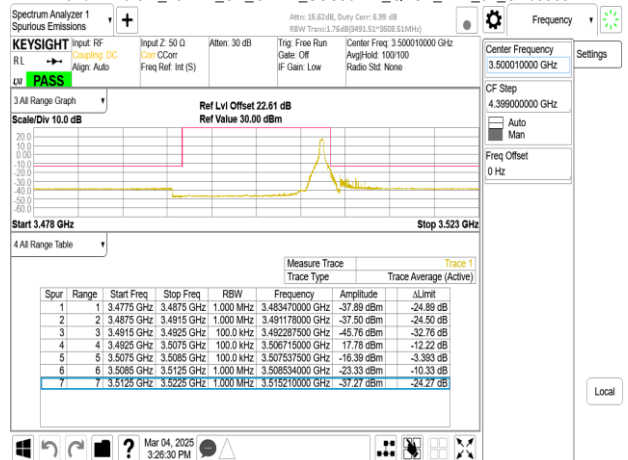 Spectrum Analyzer 1
Spurious Emissions
Attn: 15.62dB, Duty Corr: 6.99 dB
RBW Trans:1.76dB(3491.51~3508.51MHz)
Frequency
KEYSIGHT Input: RF Input Z: 50 Ω Atten: 30 dB Trig: Free Run Center Freq: 3.500010000 GHz
RL Coupling: DC Corr CCorr Gate: Off Avg|Hold: 100/100
Align: Auto Freq Ref: Int (S) IF Gain: Low Radio Std: None
LXI PASS
3 All Range Graph
Ref Lvl Offset 22.61 dB
Scale/Div 10.0 dB Ref Value 30.00 dBm
20.0
10.0
0.00
-10.0
-20.0
-30.0
-40.0
-50.0
-60.0
Start 3.478 GHz Stop 3.523 GHz
4 All Range Table
Measure Trace Trace 1
Trace Type Trace Average (Active)
Spur Range Start Freq Stop Freq RBW Frequency Amplitude ΔLimit
1 1 3.4775 GHz 3.4875 GHz 1.000 MHz 3.483470000 GHz -37.89 dBm -24.89 dB
2 2 3.4875 GHz 3.4915 GHz 1.000 MHz 3.491178000 GHz -37.50 dBm -24.50 dB
3 3 3.4915 GHz 3.4925 GHz 100.0 kHz 3.492287500 GHz -45.76 dBm -32.76 dB
4 4 3.4925 GHz 3.5075 GHz 100.0 kHz 3.506715000 GHz 17.78 dBm -12.22 dB
5 5 3.5075 GHz 3.5085 GHz 100.0 kHz 3.507537500 GHz -16.39 dBm -3.393 dB
6 6 3.5085 GHz 3.5125 GHz 1.000 MHz 3.508534000 GHz -23.33 dBm -10.33 dB
7 7 3.5125 GHz 3.5225 GHz 1.000 MHz 3.515210000 GHz -37.27 dBm -24.27 dB
Mar 04, 2025
3:26:30 PM
Center Frequency
3.500010000 GHz
Settings
CF Step
4.399000000 GHz
Auto
Man
Freq Offset
0 Hz
Local